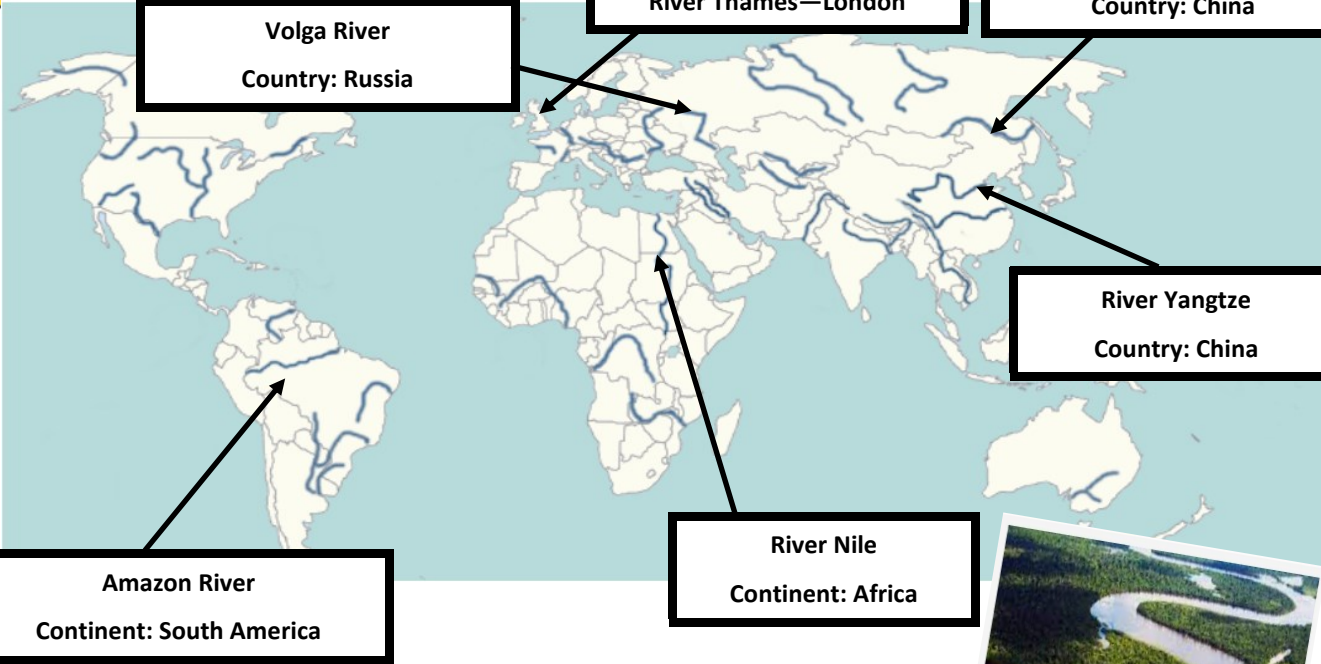 River Thames—London
Country: China
Volga River
Country: Russia
River Yangtze
Country: China
River Nile
Continent: Africa
Amazon River
Continent: South America